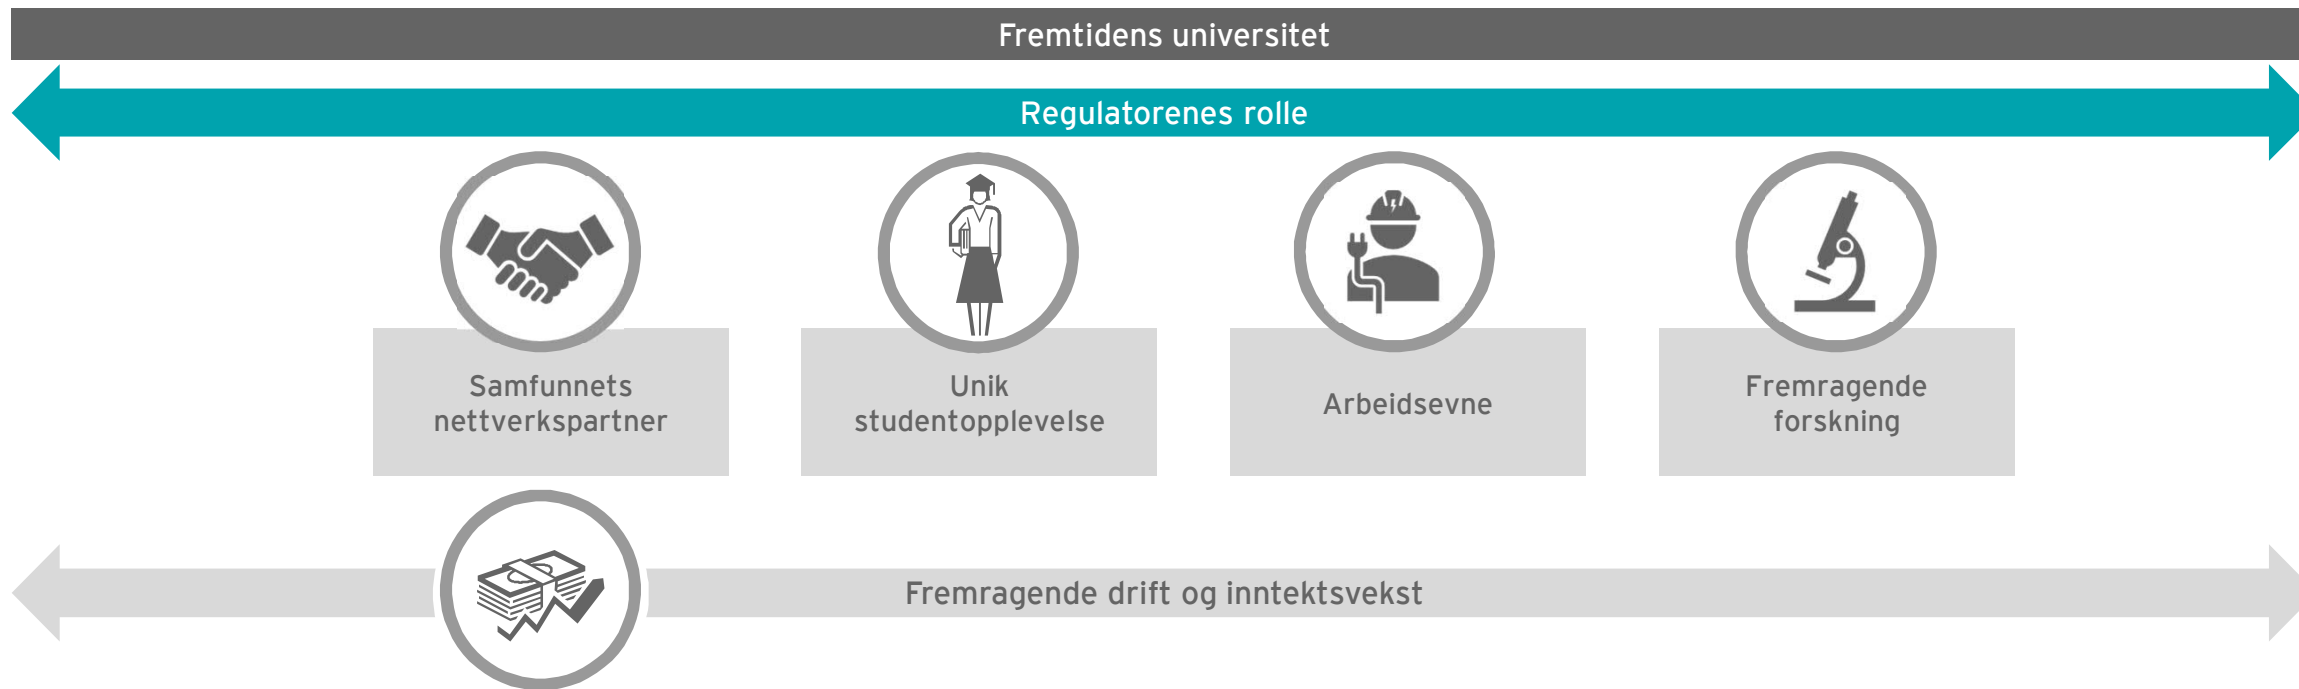 Fremtidens universitet
Regulatorenes rolle
Samfunnets
nettverkspartner
Unik
studentopplevelse
Arbeidsevne
Fremragende
forskning
Fremragende drift og inntektsvekst